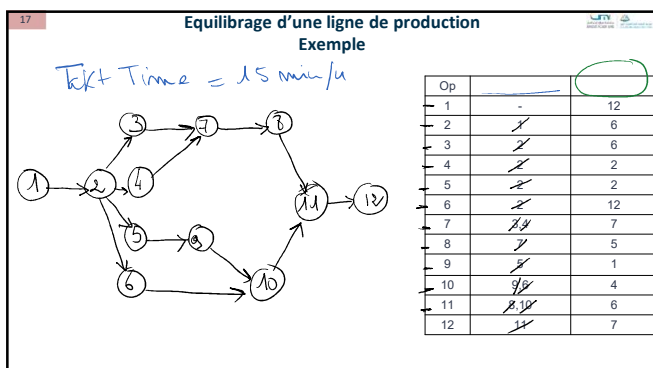 17
Equilibrage d'une ligne de production
Exemple
Takt Time = 15 min/u
Op
1 - 12
2 1 6
3 2 6
4 2 2
5 2 2
6 2 12
7 3,4 7
8 7 5
9 5 1
10 9,6 4
11 8,10 6
12 11 7
3 7 8
1 2 4 11 12
5 9
6 10